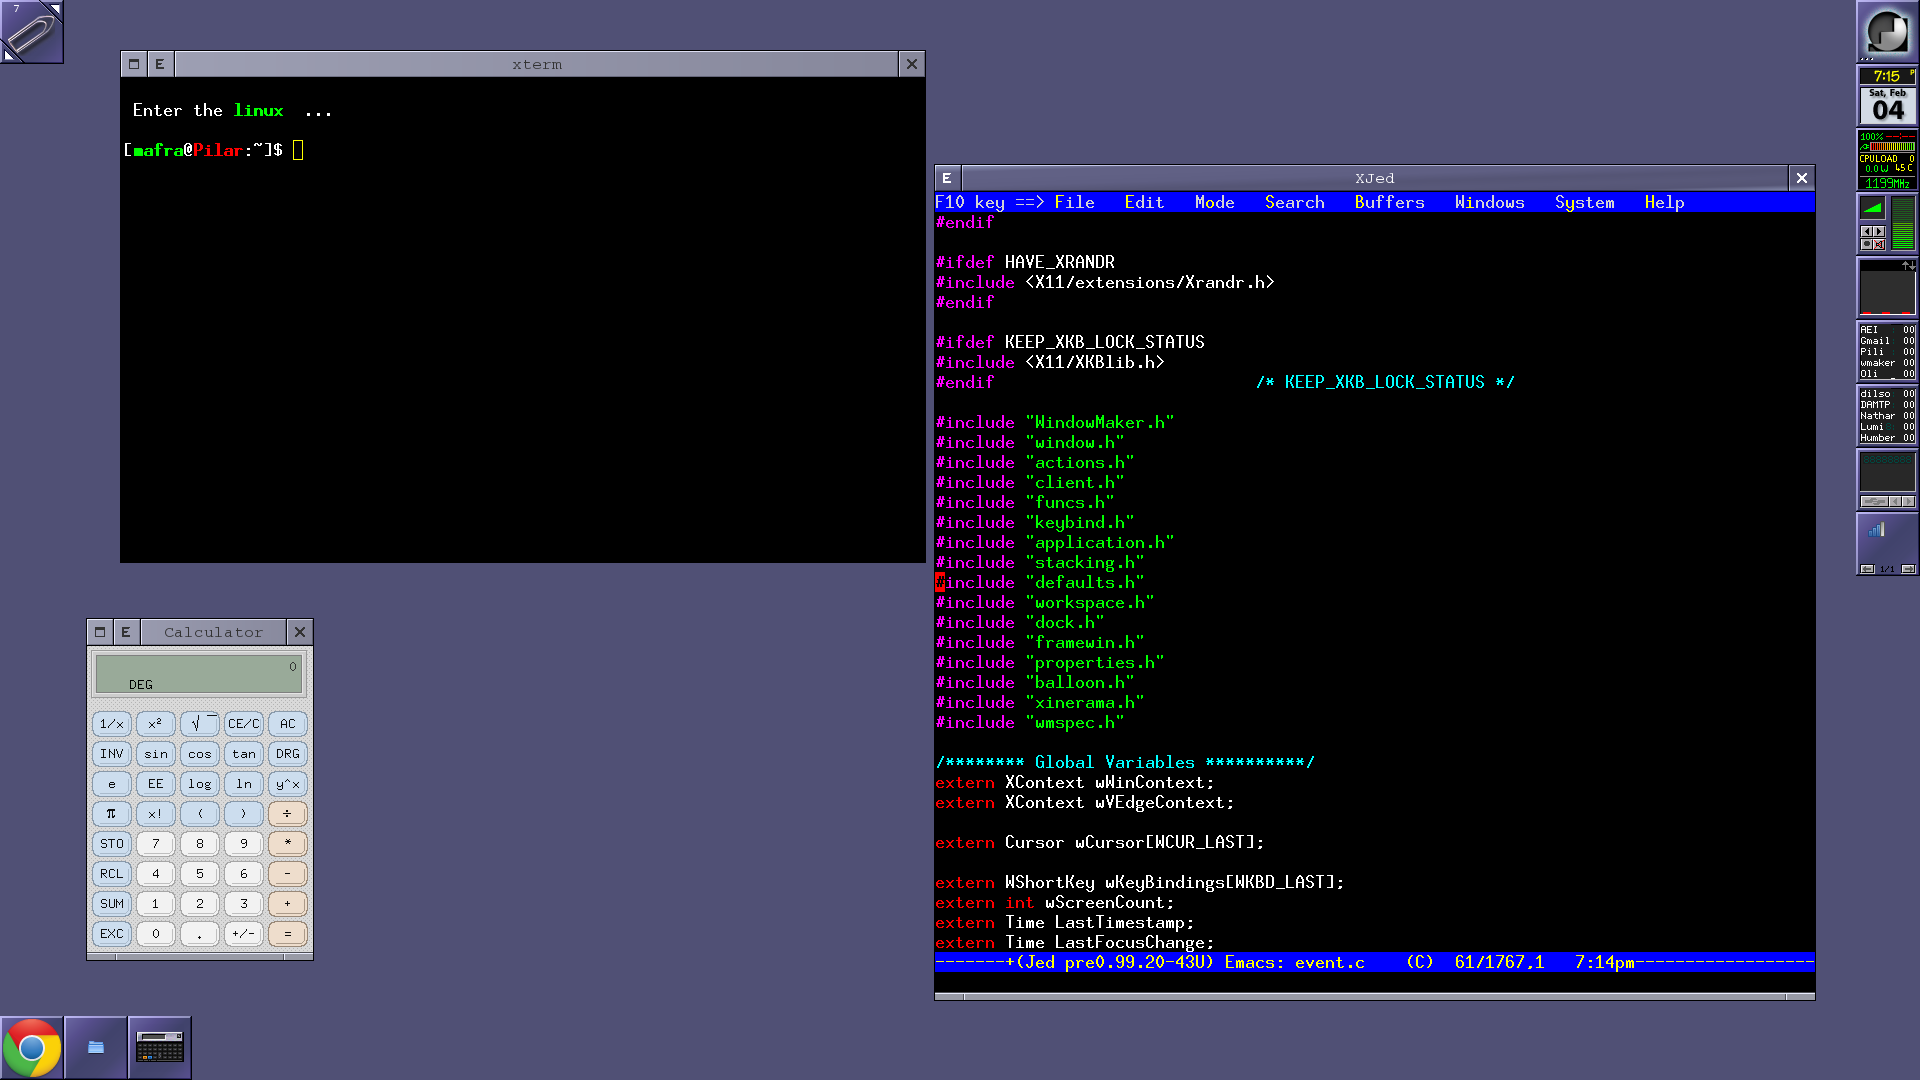 7
xterm
Enter the linux ...
[mafra@Pilar:~]$
E
XJed
F10 key ==> File Edit Mode Search Buffers Windows System Help
#endif
#ifdef HAVE_XRANDR
#include <X11/extensions/Xrandr.h>
#endif
#ifdef KEEP_XKB_LOCK_STATUS
#include <X11/XKBlib.h>
#endif /* KEEP_XKB_LOCK_STATUS */
#include "WindowMaker.h"
#include "window.h"
#include "actions.h"
#include "client.h"
#include "funcs.h"
#include "keybind.h"
#include "application.h"
#include "stacking.h"
#include "defaults.h"
#include "workspace.h"
#include "dock.h"
#include "framewin.h"
#include "properties.h"
#include "balloon.h"
#include "xinerama.h"
#include "wmspec.h"
/******** Global Variables **********/
extern XContext wWinContext;
extern XContext wVEdgeContext;
extern Cursor wCursor[WCUR_LAST];
extern WShortKey wKeyBindings[WKBD_LAST];
extern int wScreenCount;
extern Time LastTimestamp;
extern Time LastFocusChange;
-------+(Jed pre0.99.20-43U) Emacs: event.c (C) 61/1767,1 7:14pm------------------
E
Calculator
0
DEG
1/x x² √ CE/C AC
INV sin cos tan DRG
e EE log ln y^x
π x! ( ) ÷
STO 7 8 9 *
RCL 4 5 6 -
SUM 1 2 3 +
EXC 0 . +/- =
7:15 P
Sat, Feb
04
100%
CPULOAD 0
0.0W 45C
1199MHz
AEI 00
Gmail 00
Pili 00
wmaker 00
Oli 00
dilso 00
DAMTP 00
Nathar 00
Lumi 00
Humber 00
1/1